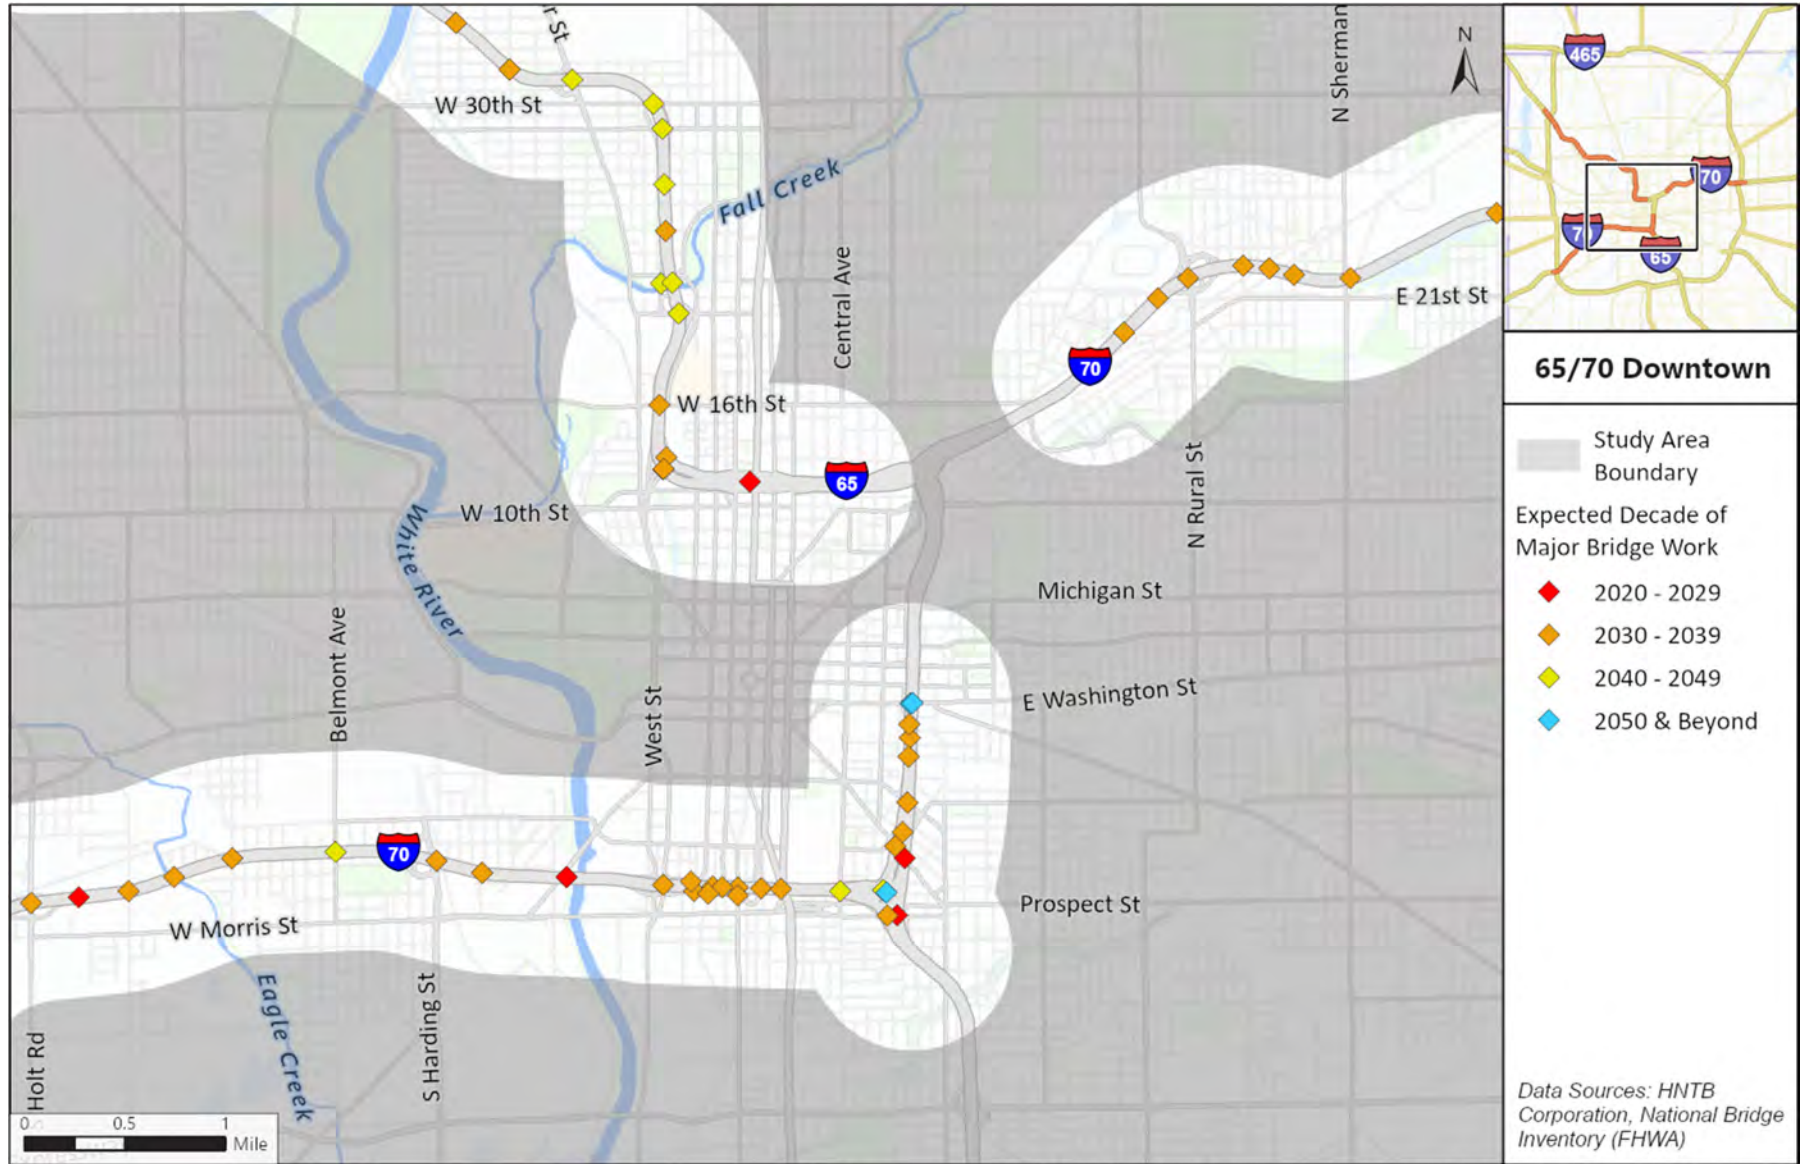 r St
N Sherman
N
W 30th St
Fall Creek
Central Ave
E 21st St
70
W 16th St
65
N Rural St
W 10th St
White River
Michigan St
Belmont Ave
E Washington St
West St
70
Prospect St
W Morris St
Eagle Creek
S Harding St
Holt Rd
0 0.5 1
Mile
465
70
70
65
65/70 Downtown
Study Area
Boundary
Expected Decade of
Major Bridge Work
2020 - 2029
2030 - 2039
2040 - 2049
2050 & Beyond
Data Sources: HNTB
Corporation, National Bridge
Inventory (FHWA)